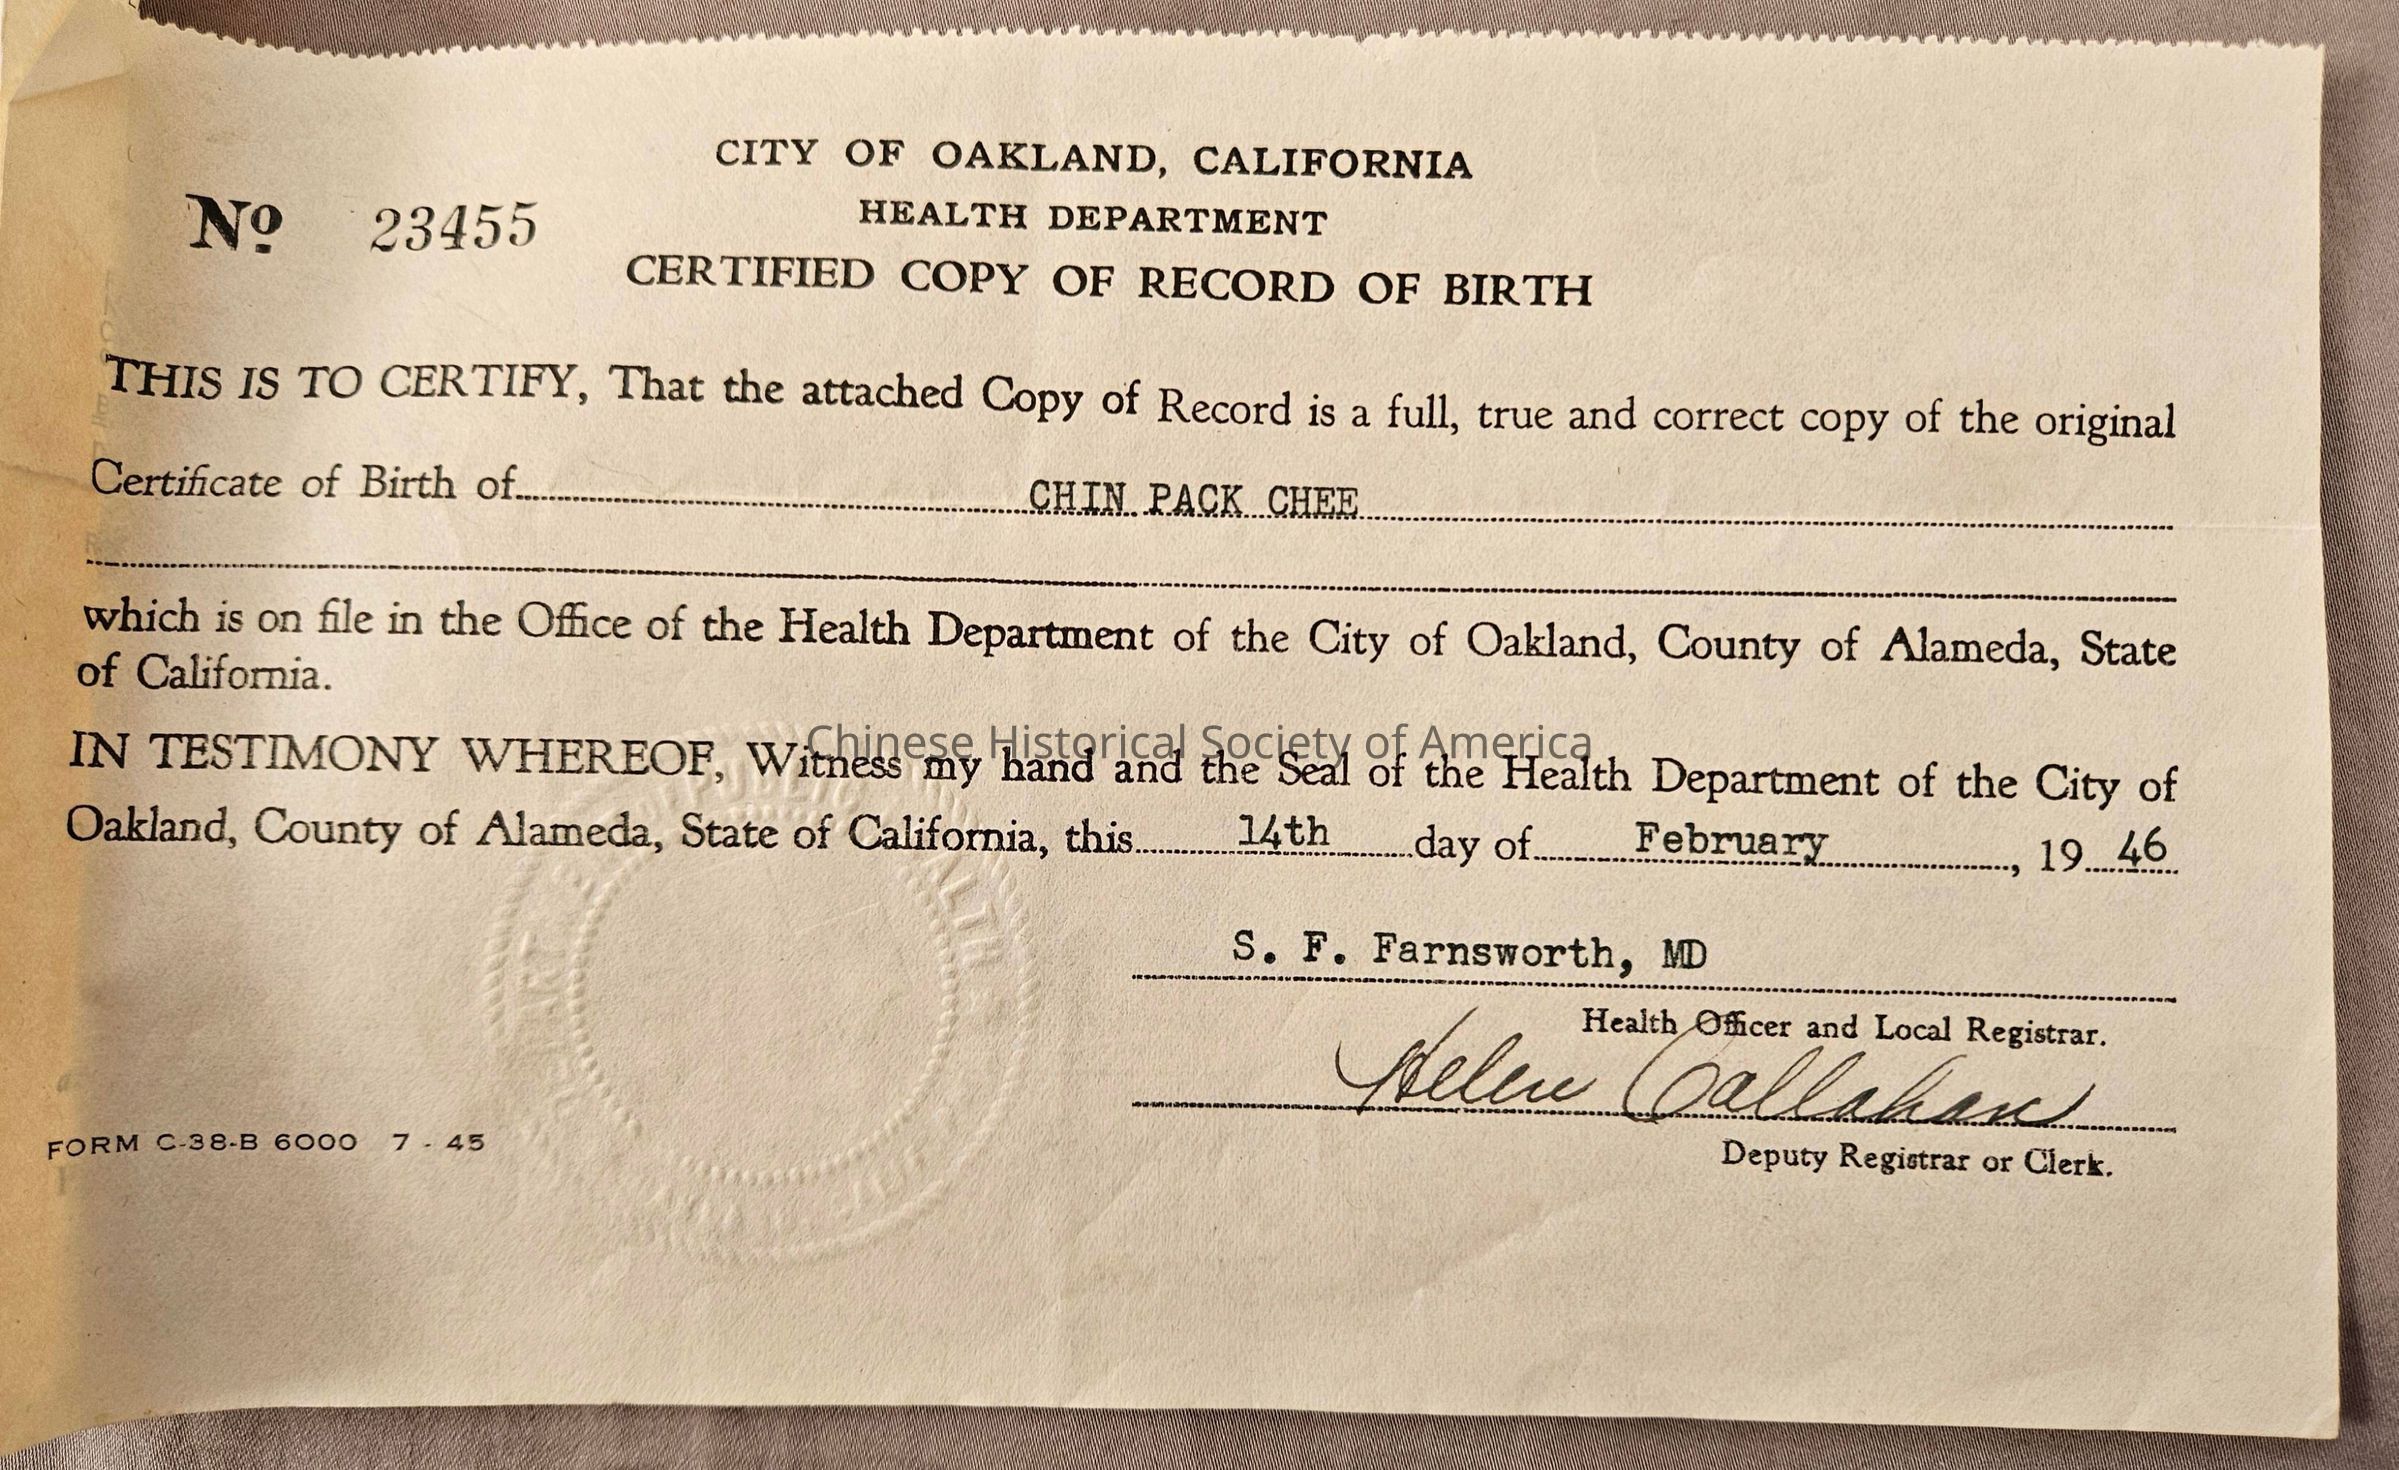 CITY OF OAKLAND, CALIFORNIA
HEALTH DEPARTMENT
No 23455
CERTIFIED COPY OF RECORD OF BIRTH
THIS IS TO CERTIFY, That the attached Copy of Record is a full, true and correct copy of the original
Certificate of Birth of CHIN PACK CHEE
which is on file in the Office of the Health Department of the City of Oakland, County of Alameda, State
of California.
Chinese Historical Society of America
IN TESTIMONY WHEREOF, Witness my hand and the Seal of the Health Department of the City of
Oakland, County of Alameda, State of California, this 14th day of February, 19 46
S. F. Farnsworth, MD
Health Officer and Local Registrar.
Helen Callahan
Deputy Registrar or Clerk.
FORM C-38-B 6000 7 - 45